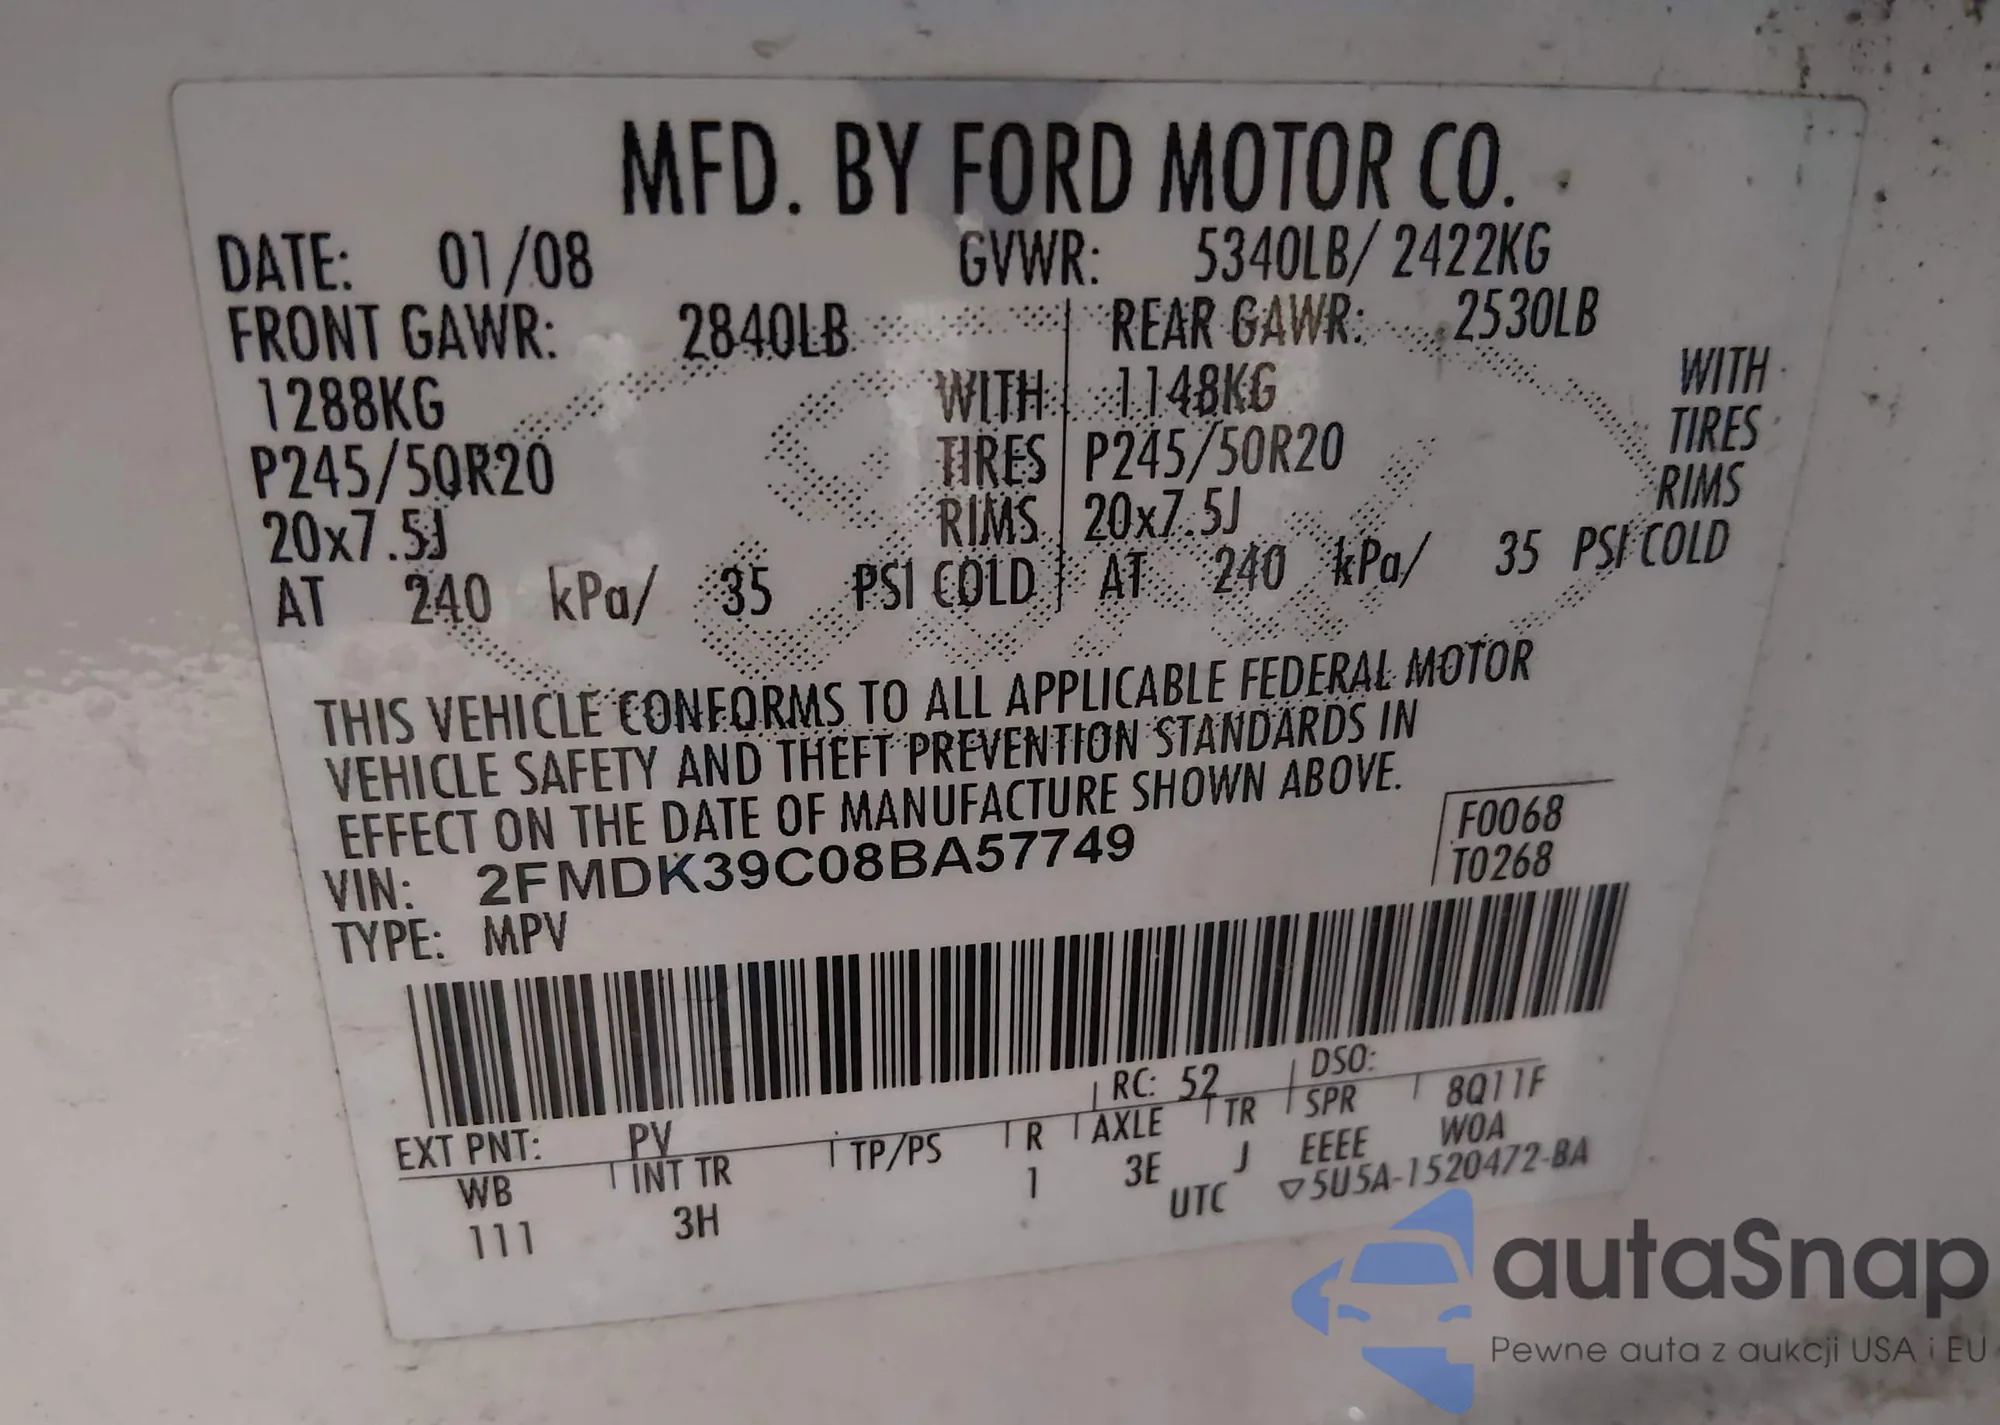 MFD. BY FORD MOTOR CO.
DATE: 01/08 GVWR: 5340LB/ 2422KG
FRONT GAWR: 2840LB REAR GAWR: 2530LB
1288KG WITH 1148KG WITH
P245/50R20 TIRES P245/50R20 TIRES
20x7.5J RIMS 20x7.5J RIMS
AT 240 kPa/ 35 PSI COLD AT 240 kPa/ 35 PSI COLD
THIS VEHICLE CONFORMS TO ALL APPLICABLE FEDERAL MOTOR
VEHICLE SAFETY AND THEFT PREVENTION STANDARDS IN
EFFECT ON THE DATE OF MANUFACTURE SHOWN ABOVE.
F0068
VIN: 2FMDK39C08BA57749 T0268
TYPE: MPV
EXT PNT: PV RC: 52 DSO:
WB INT TR TP/PS R AXLE TR SPR 8Q11F
111 3H 1 3E J EEEE W0A
UTC ▽5U5A-1520472-BA
autaSnap
Pewne auta z aukcji USA i EU